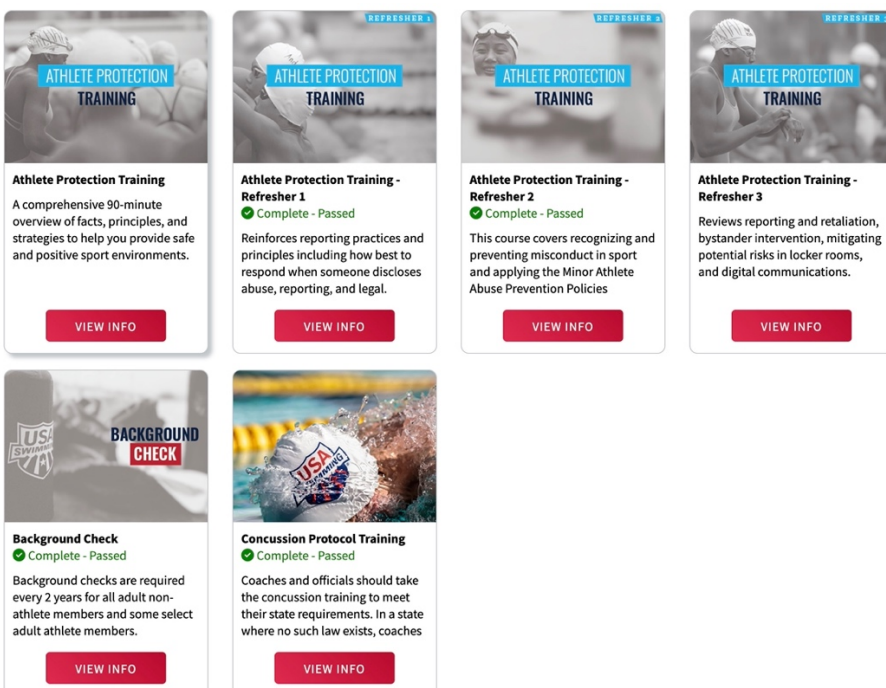 ATHLETE PROTECTION
TRAINING
Athlete Protection Training
A comprehensive 90-minute
overview of facts, principles, and
strategies to help you provide safe
and positive sport environments.
VIEW INFO
REFRESHER 1
ATHLETE PROTECTION
TRAINING
Athlete Protection Training -
Refresher 1
Complete - Passed
Reinforces reporting practices and
principles including how best to
respond when someone discloses
abuse, reporting, and legal.
VIEW INFO
REFRESHER 2
ATHLETE PROTECTION
TRAINING
Athlete Protection Training -
Refresher 2
Complete - Passed
This course covers recognizing and
preventing misconduct in sport
and applying the Minor Athlete
Abuse Prevention Policies
VIEW INFO
REFRESHER
ATHLETE PROTECTION
TRAINING
Athlete Protection Training -
Refresher 3
Reviews reporting and retaliation,
bystander intervention, mitigating
potential risks in locker rooms,
and digital communications.
VIEW INFO
USA
SWIMMING
BACKGROUND
CHECK
Background Check
Complete - Passed
Background checks are required
every 2 years for all adult non-
athlete members and some select
adult athlete members.
VIEW INFO
USA
SWIMMING
Concussion Protocol Training
Complete - Passed
Coaches and officials should take
the concussion training to meet
their state requirements. In a state
where no such law exists, coaches
VIEW INFO